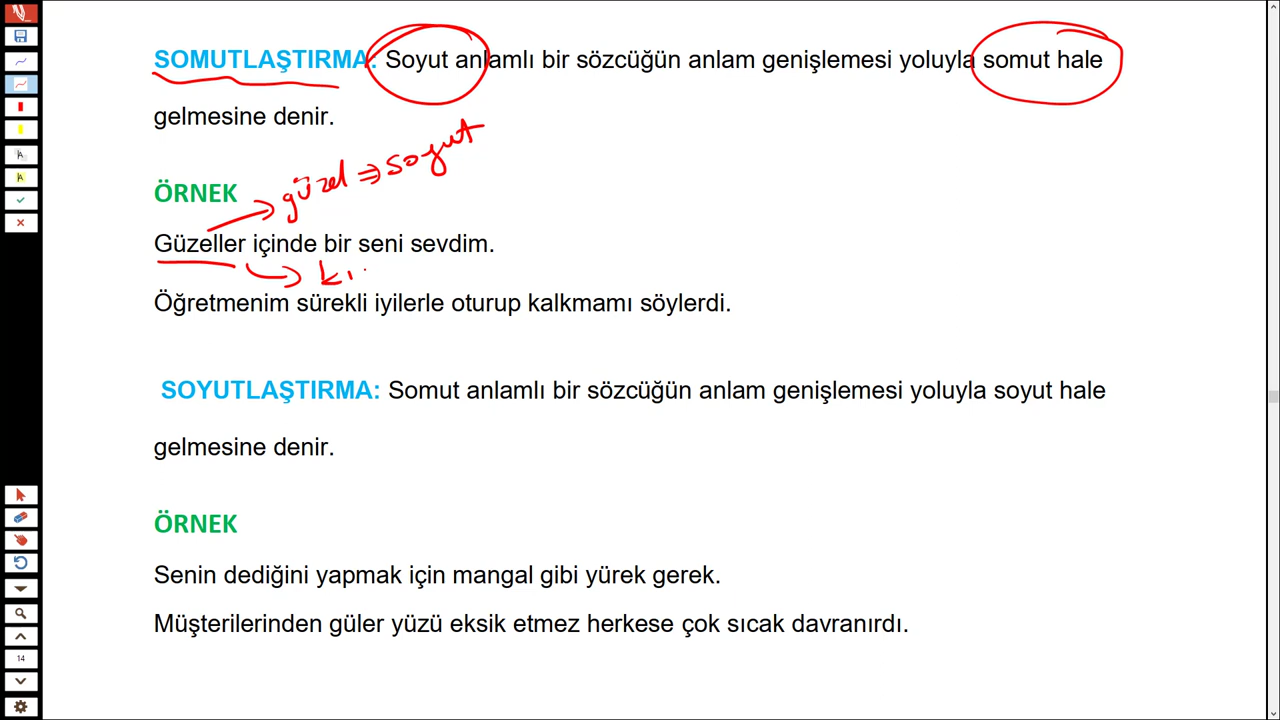 SOMUTLAŞTIRMA: Soyut anlamlı bir sözcüğün anlam genişlemesi yoluyla somut hale
gelmesine denir.
güzel ⇒ soyut
ÖRNEK
Güzeller içinde bir seni sevdim.
kı
Öğretmenim sürekli iyilerle oturup kalkmamı söylerdi.
SOYUTLAŞTIRMA: Somut anlamlı bir sözcüğün anlam genişlemesi yoluyla soyut hale
gelmesine denir.
ÖRNEK
Senin dediğini yapmak için mangal gibi yürek gerek.
Müşterilerinden güler yüzü eksik etmez herkese çok sıcak davranırdı.
A
A
14